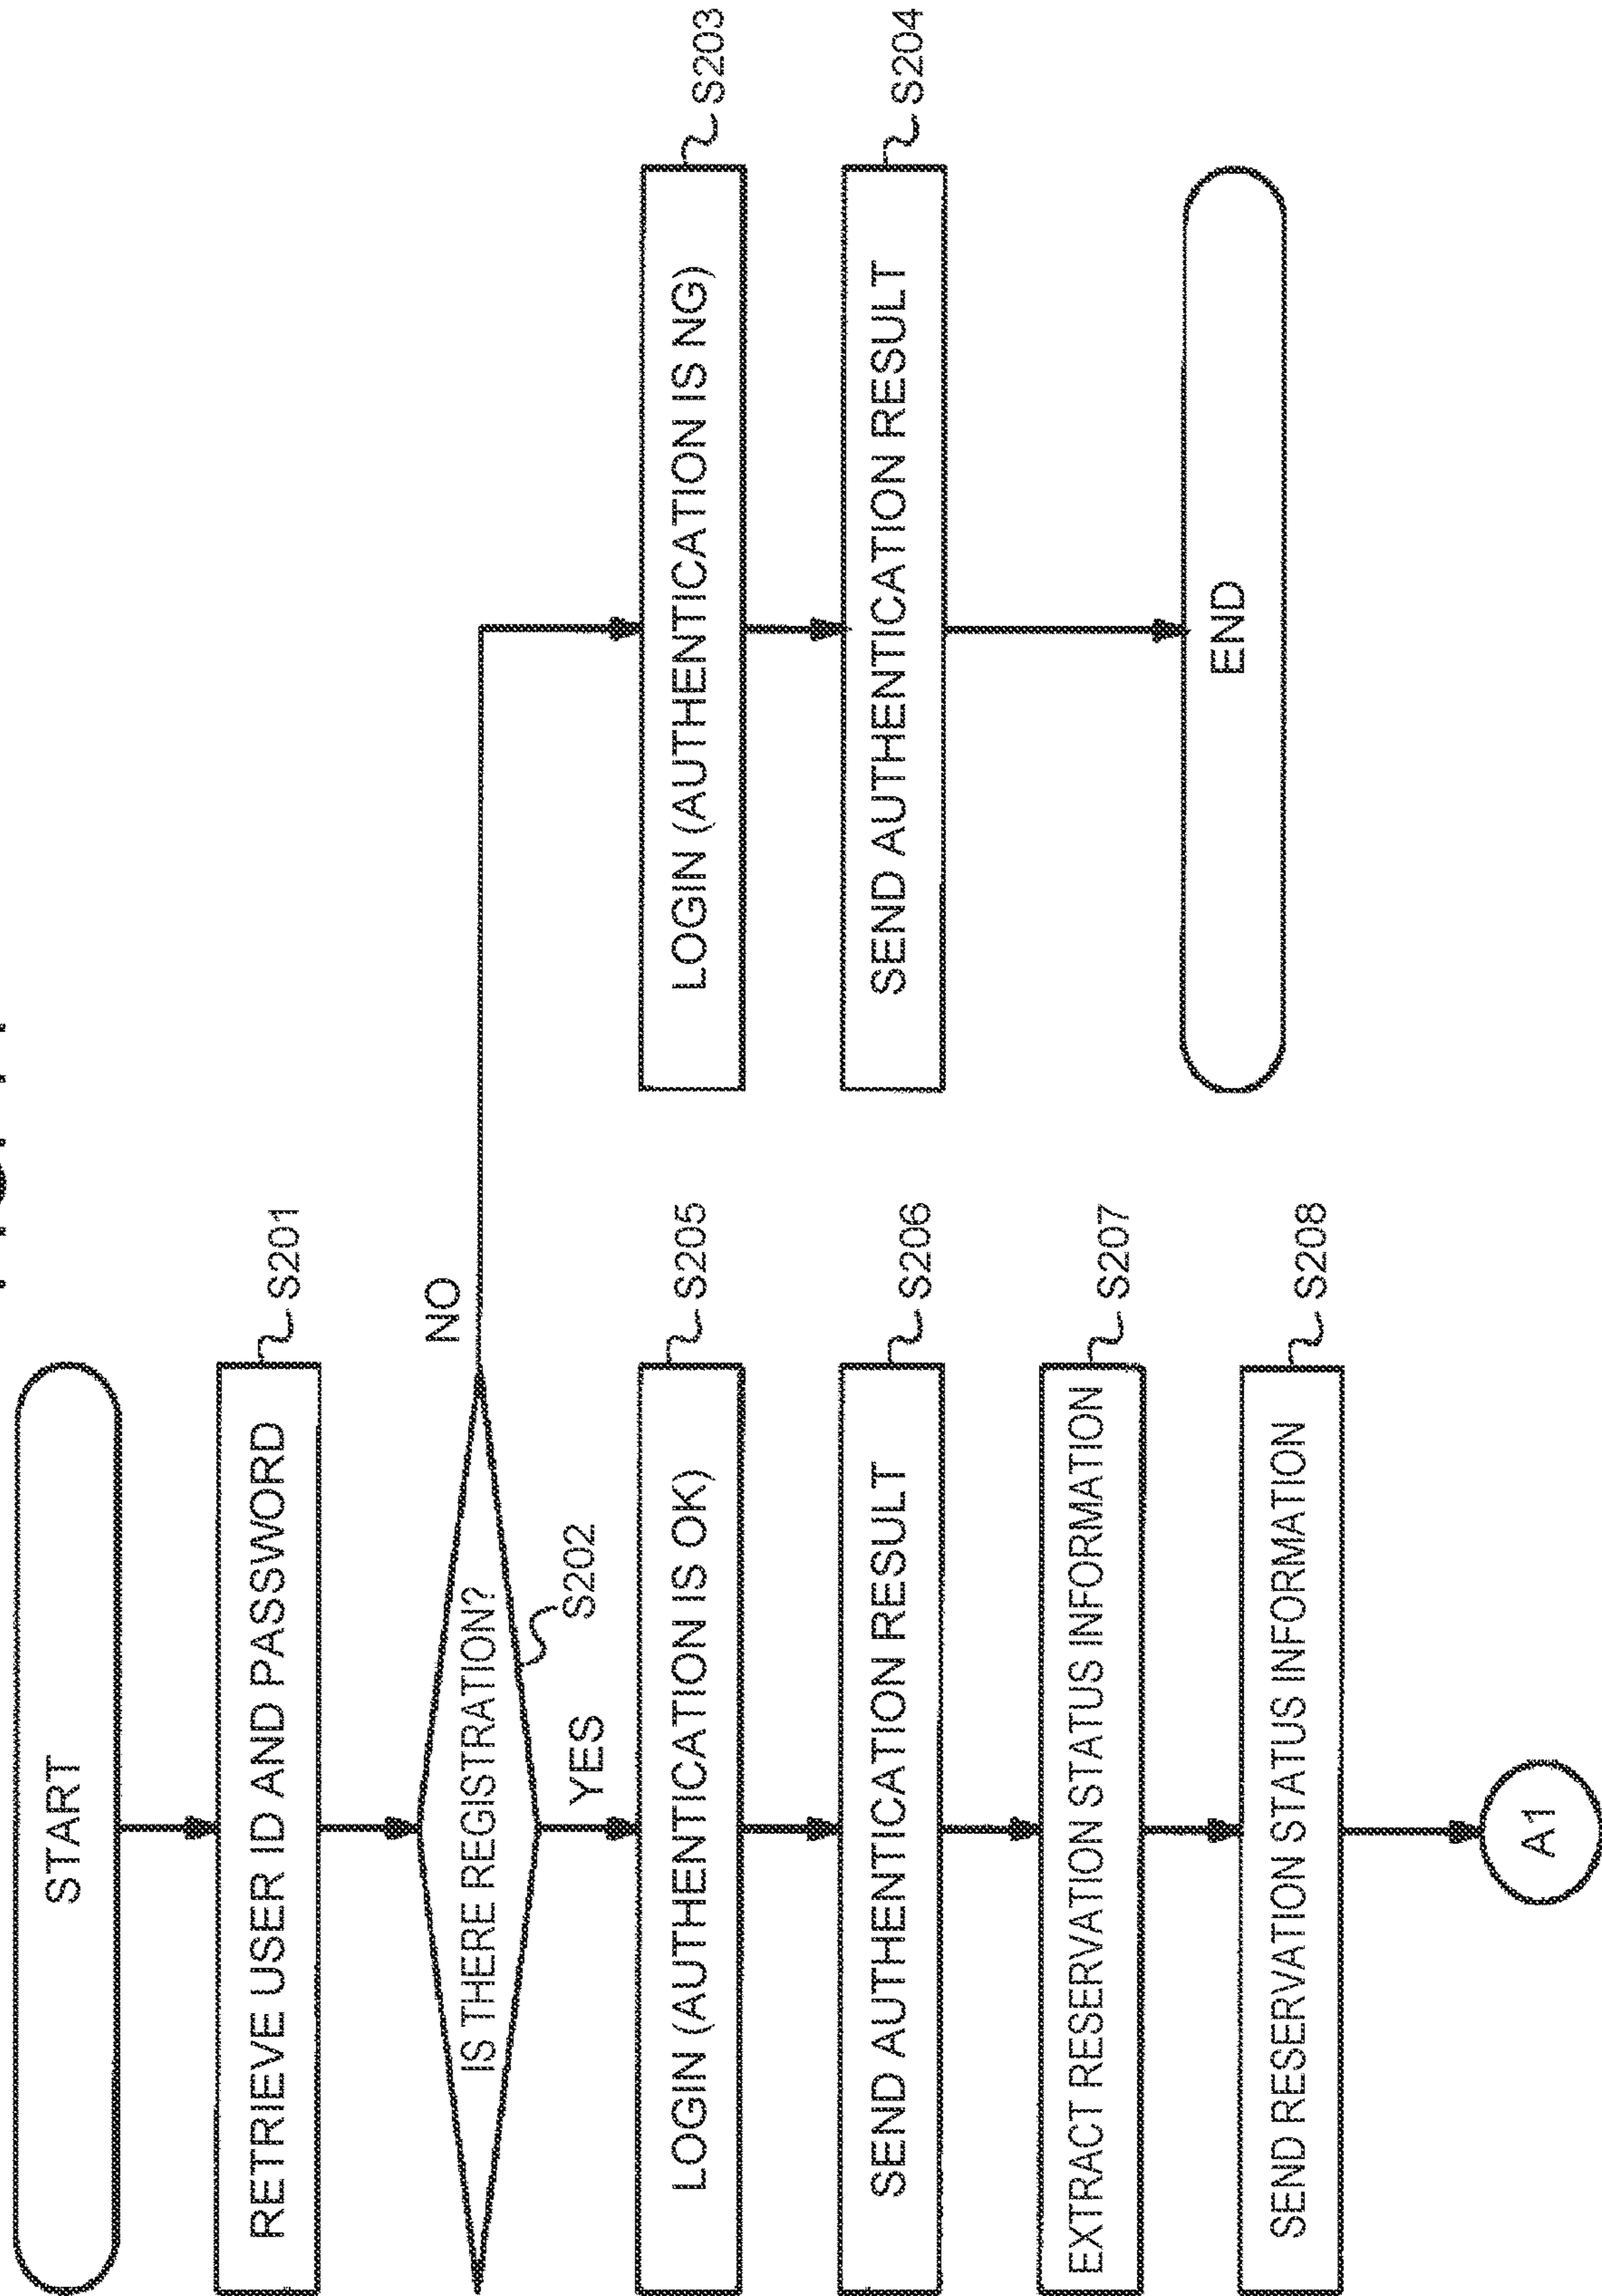 START
RETRIEVE USER ID AND PASSWORD
S201
IS THERE REGISTRATION?
S202
NO
YES
LOGIN (AUTHENTICATION IS NG)
S203
SEND AUTHENTICATION RESULT
S204
END
LOGIN (AUTHENTICATION IS OK)
S205
SEND AUTHENTICATION RESULT
S206
EXTRACT RESERVATION STATUS INFORMATION
S207
SEND RESERVATION STATUS INFORMATION
S208
A1